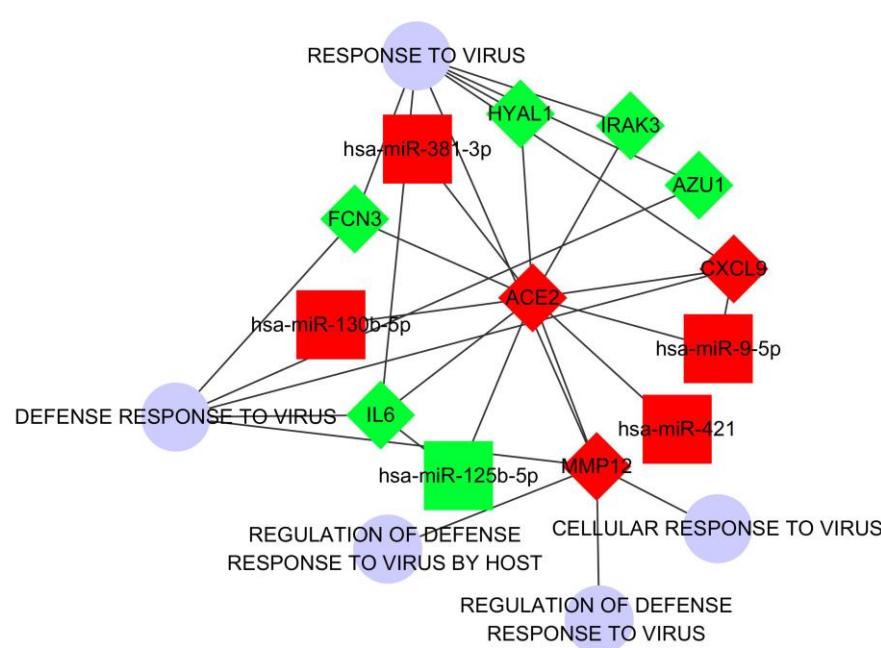 RESPONSE TO VIRUS
HYAL1
IRAK3
hsa-miR-381-3p
AZU1
FCN3
CXCL9
ACE2
hsa-miR-130b-5p
hsa-miR-9-5p
DEFENSE RESPONSE TO VIRUS
IL6
hsa-miR-421
MMP12
hsa-miR-125b-5p
REGULATION OF DEFENSE
RESPONSE TO VIRUS BY HOST
CELLULAR RESPONSE TO VIRUS
REGULATION OF DEFENSE
RESPONSE TO VIRUS